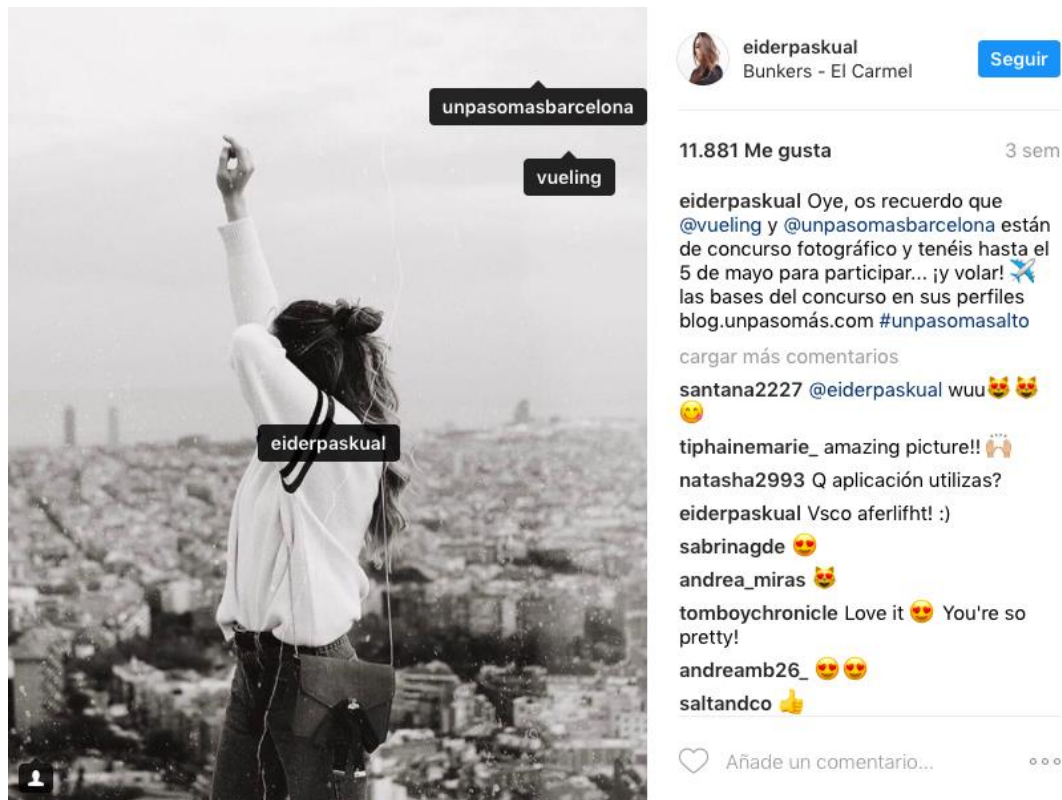 unpasomasbarcelona
vueling
eiderpaskual
eiderpaskual
Bunkers - El Carmel
Seguir
11.881 Me gusta
3 sem
eiderpaskual Oye, os recuerdo que
@vueling y @unpasomasbarcelona están
de concurso fotográfico y tenéis hasta el
5 de mayo para participar... ¡y volar! ✈️
las bases del concurso en sus perfiles
blog.unpasomás.com #unpasomasalto
cargar más comentarios
santana2227 @eiderpaskual wuu😻 😻
😋
tiphainemarie_ amazing picture!! 🙌🏼
natasha2993 Q aplicación utilizas?
eiderpaskual Vsco aferlifht! :)
sabrinagde 😍
andrea_miras 😻
tomboychronicle Love it 😍 You're so
pretty!
andreamb26_ 😍 😍
saltandco 👍
Añade un comentario...